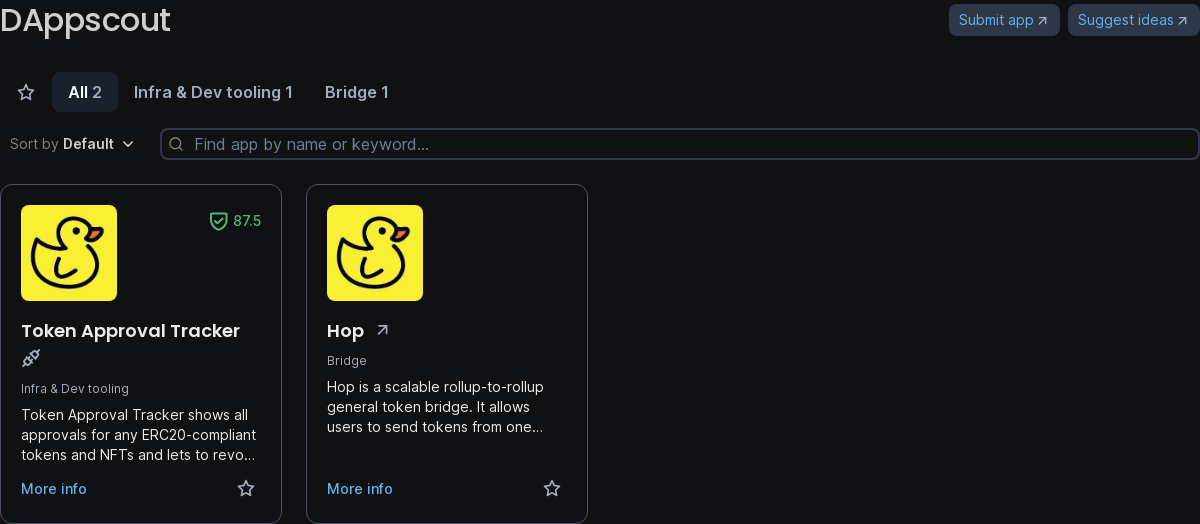 DAppscout
Submit app
Suggest ideas
All 2
Infra & Dev tooling 1
Bridge 1
Sort by Default
Find app by name or keyword...
87.5
Token Approval Tracker
Infra & Dev tooling
Token Approval Tracker shows all
approvals for any ERC20-compliant
tokens and NFTs and lets to revo...
More info
Hop
Bridge
Hop is a scalable rollup-to-rollup
general token bridge. It allows
users to send tokens from one...
More info